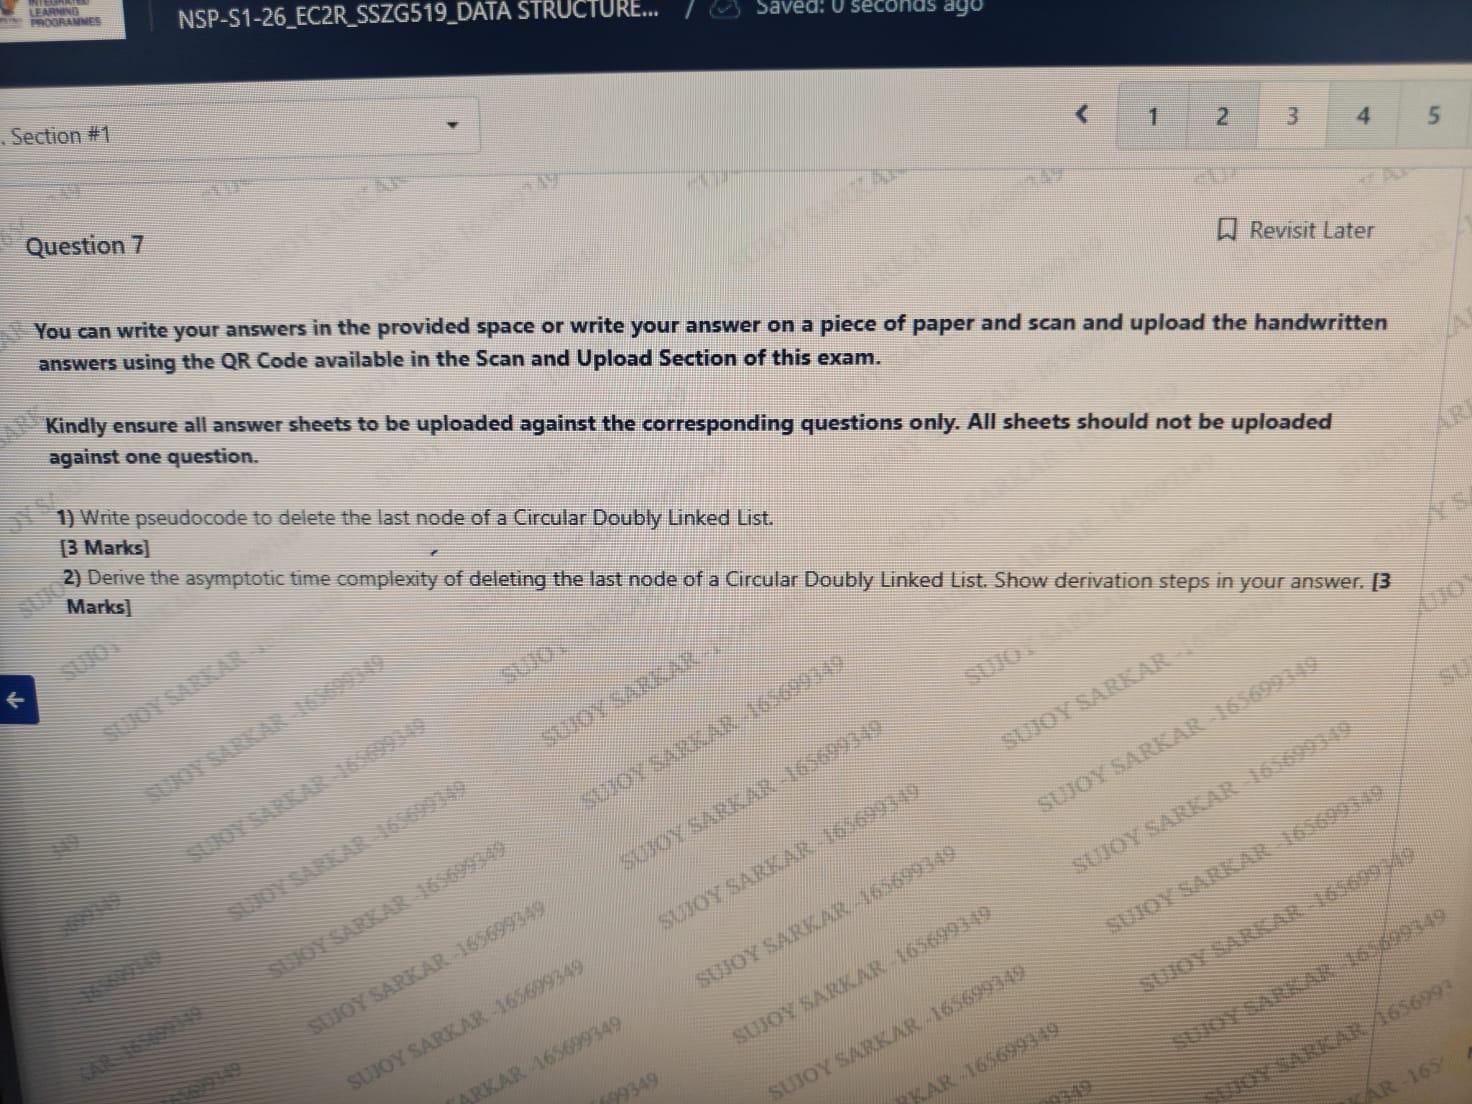 INTEGRATED
LEARNING
PROGRAMMES
NSP-S1-26_EC2R_SSZG519_DATA STRUCTURE... / Saved: 0 seconds ago
. Section #1
1 2 3 4 5
Question 7
Revisit Later
You can write your answers in the provided space or write your answer on a piece of paper and scan and upload the handwritten
answers using the QR Code available in the Scan and Upload Section of this exam.
Kindly ensure all answer sheets to be uploaded against the corresponding questions only. All sheets should not be uploaded
against one question.
1) Write pseudocode to delete the last node of a Circular Doubly Linked List.
[3 Marks]
2) Derive the asymptotic time complexity of deleting the last node of a Circular Doubly Linked List. Show derivation steps in your answer. [3
Marks]
SUJOY SARKAR -165699349